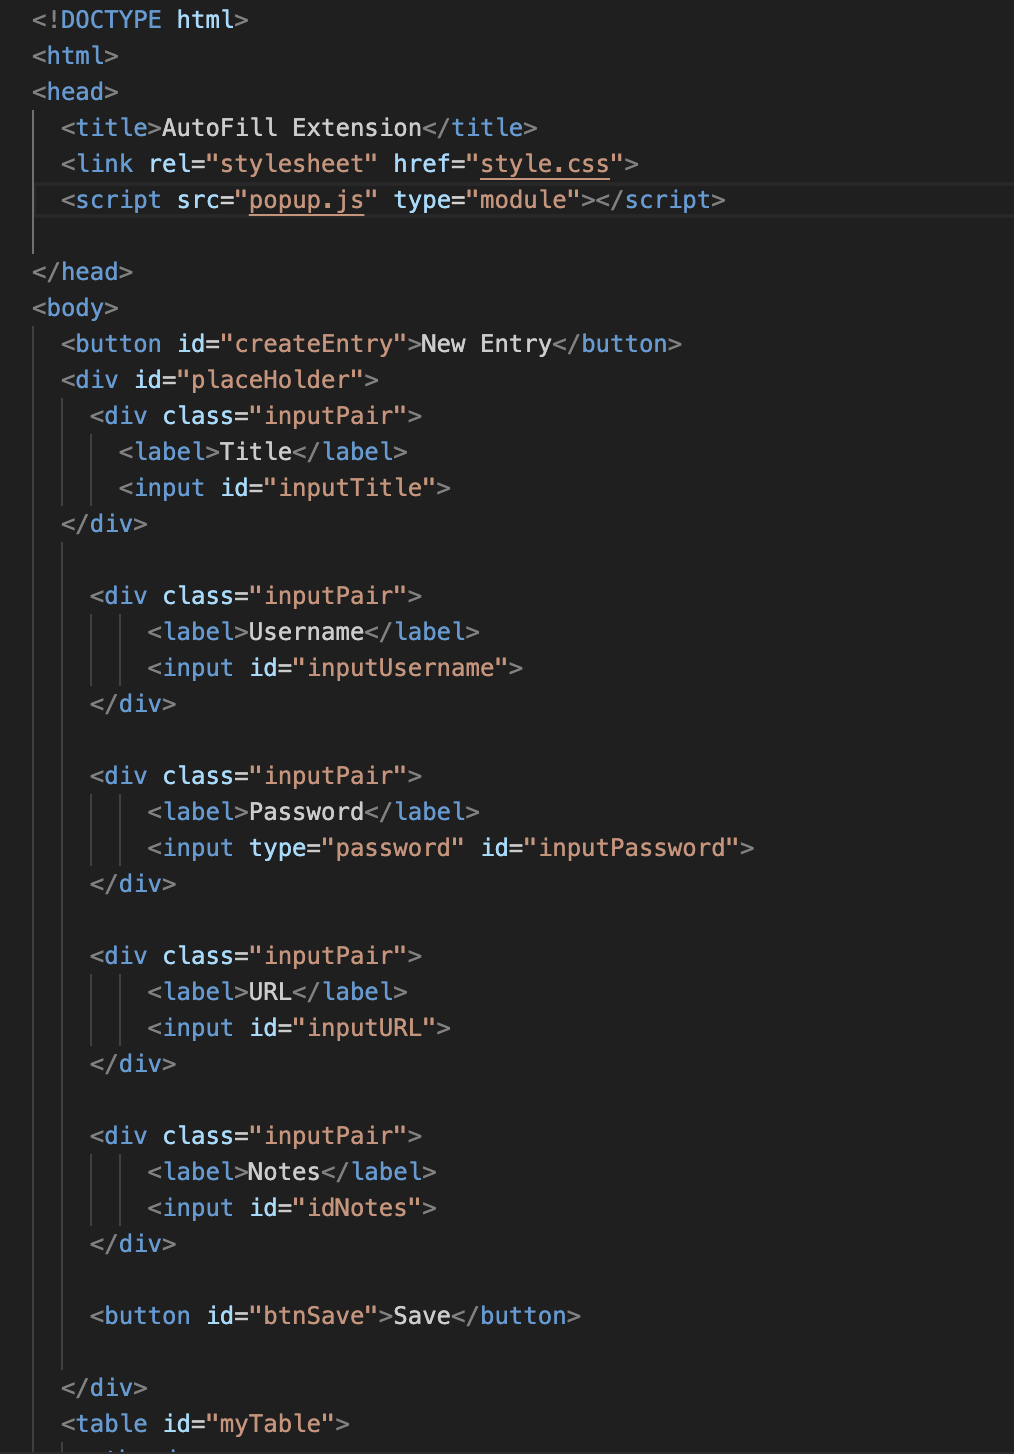 <!DOCTYPE html>
<html>
<head>
<title>AutoFill Extension</title>
<link rel="stylesheet" href="style.css">
<script src="popup.js" type="module"></script>
</head>
<body>
<button id="createEntry">New Entry</button>
<div id="placeHolder">
<div class="inputPair">
<label>Title</label>
<input id="inputTitle">
</div>
<div class="inputPair">
<label>Username</label>
<input id="inputUsername">
</div>
<div class="inputPair">
<label>Password</label>
<input type="password" id="inputPassword">
</div>
<div class="inputPair">
<label>URL</label>
<input id="inputURL">
</div>
<div class="inputPair">
<label>Notes</label>
<input id="idNotes">
</div>
<button id="btnSave">Save</button>
</div>
<table id="myTable">